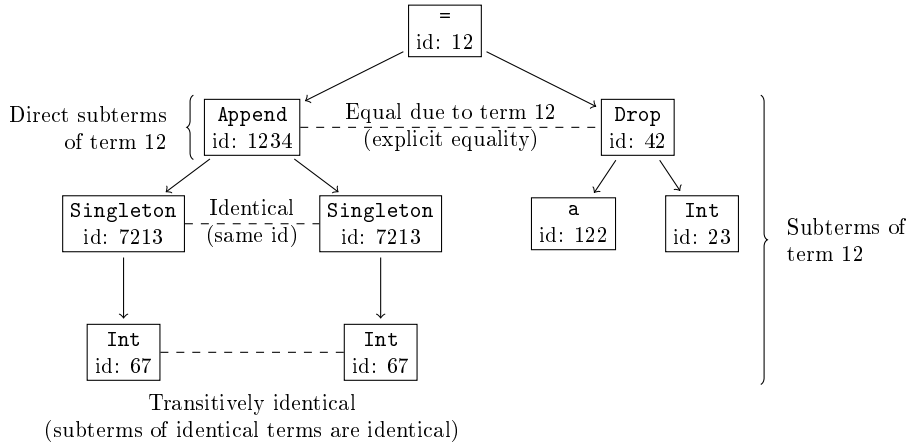 =
id: 12
Direct subterms
of term 12
Append
id: 1234
Equal due to term 12
(explicit equality)
Drop
id: 42
Singleton
id: 7213
Identical
(same id)
Singleton
id: 7213
a
id: 122
Int
id: 23
Subterms of
term 12
Int
id: 67
Int
id: 67
Transitively identical
(subterms of identical terms are identical)